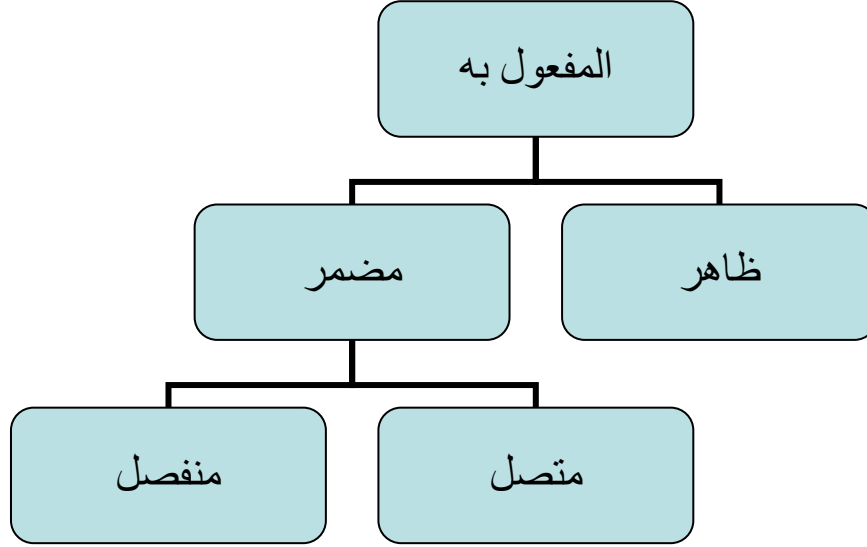 المفعول به
ظاهر
مضمر
متصل
منفصل